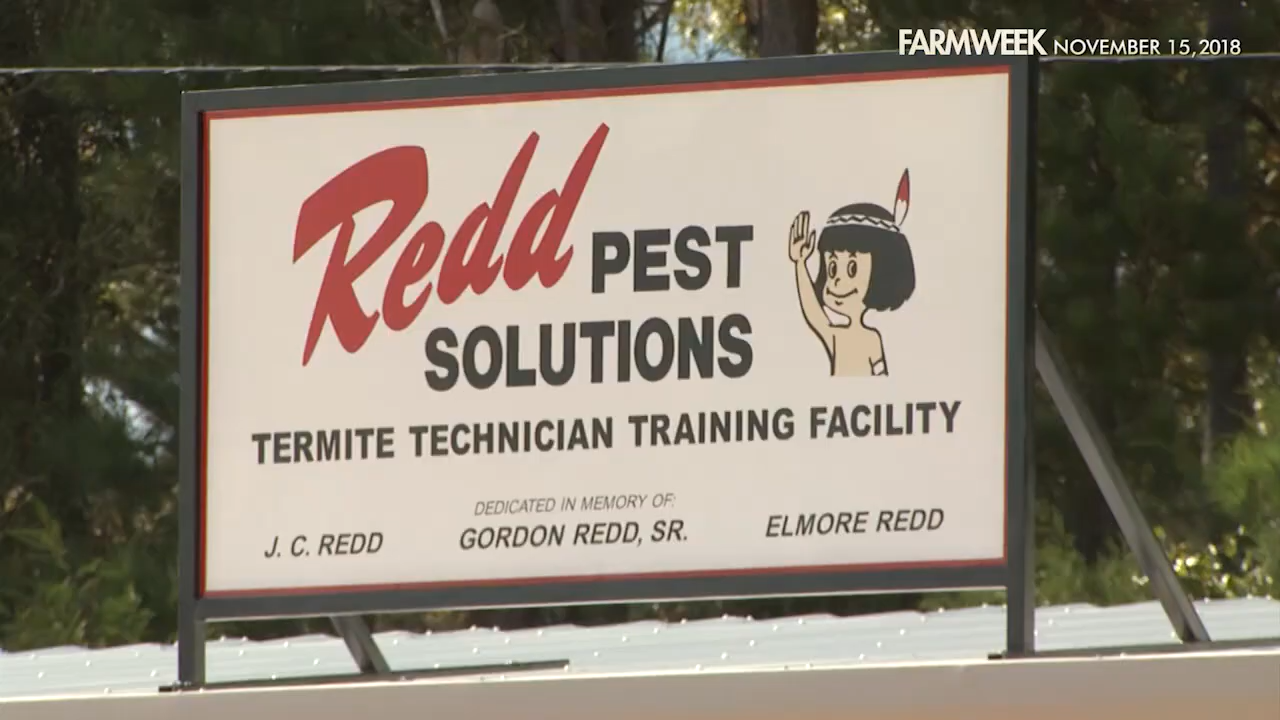 FARMWEEK NOVEMBER 15, 2018
Redd PEST
SOLUTIONS
TERMITE TECHNICIAN TRAINING FACILITY
DEDICATED IN MEMORY OF:
J. C. REDD GORDON REDD, SR. ELMORE REDD